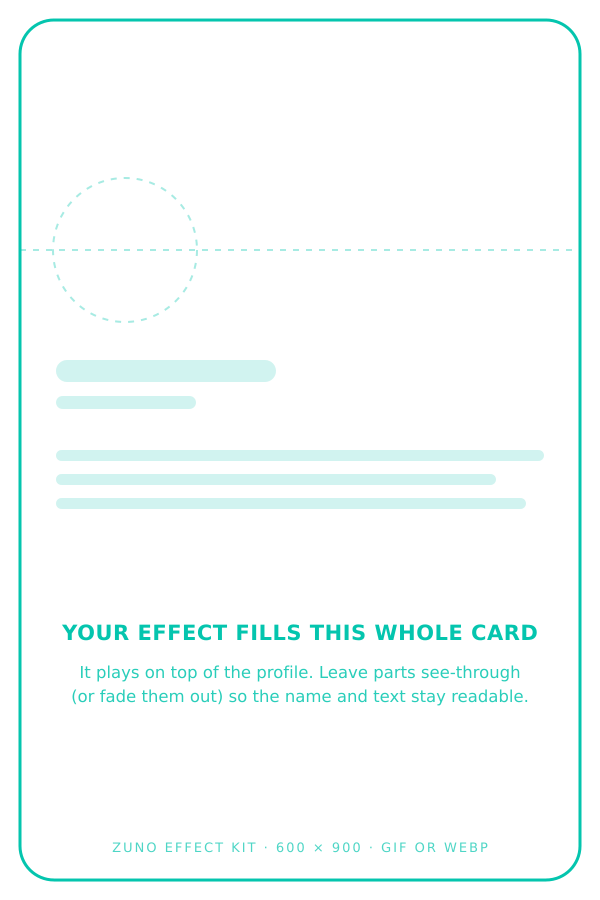 YOUR EFFECT FILLS THIS WHOLE CARD
It plays on top of the profile. Leave parts see-through
(or fade them out) so the name and text stay readable.
ZUNO EFFECT KIT · 600 × 900 · GIF OR WEBP